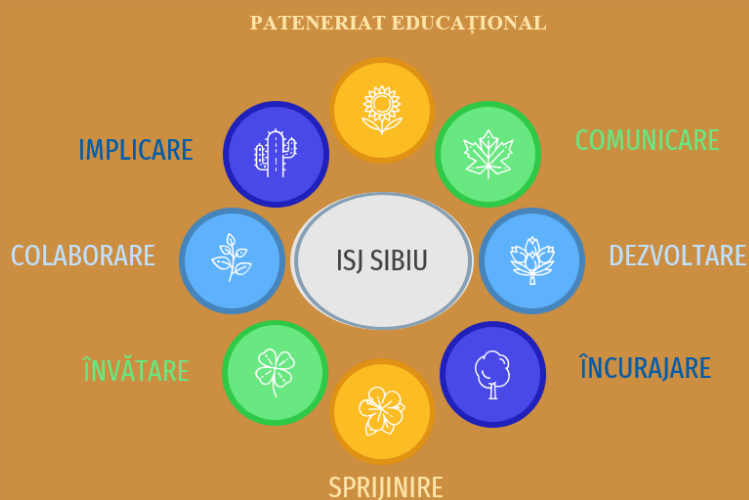 PATENERIAT EDUCAȚIONAL
COMUNICARE
IMPLICARE
COLABORARE
ISJ SIBIU
DEZVOLTARE
ÎNVĂTARE
ÎNCURAJARE
SPRIJINIRE